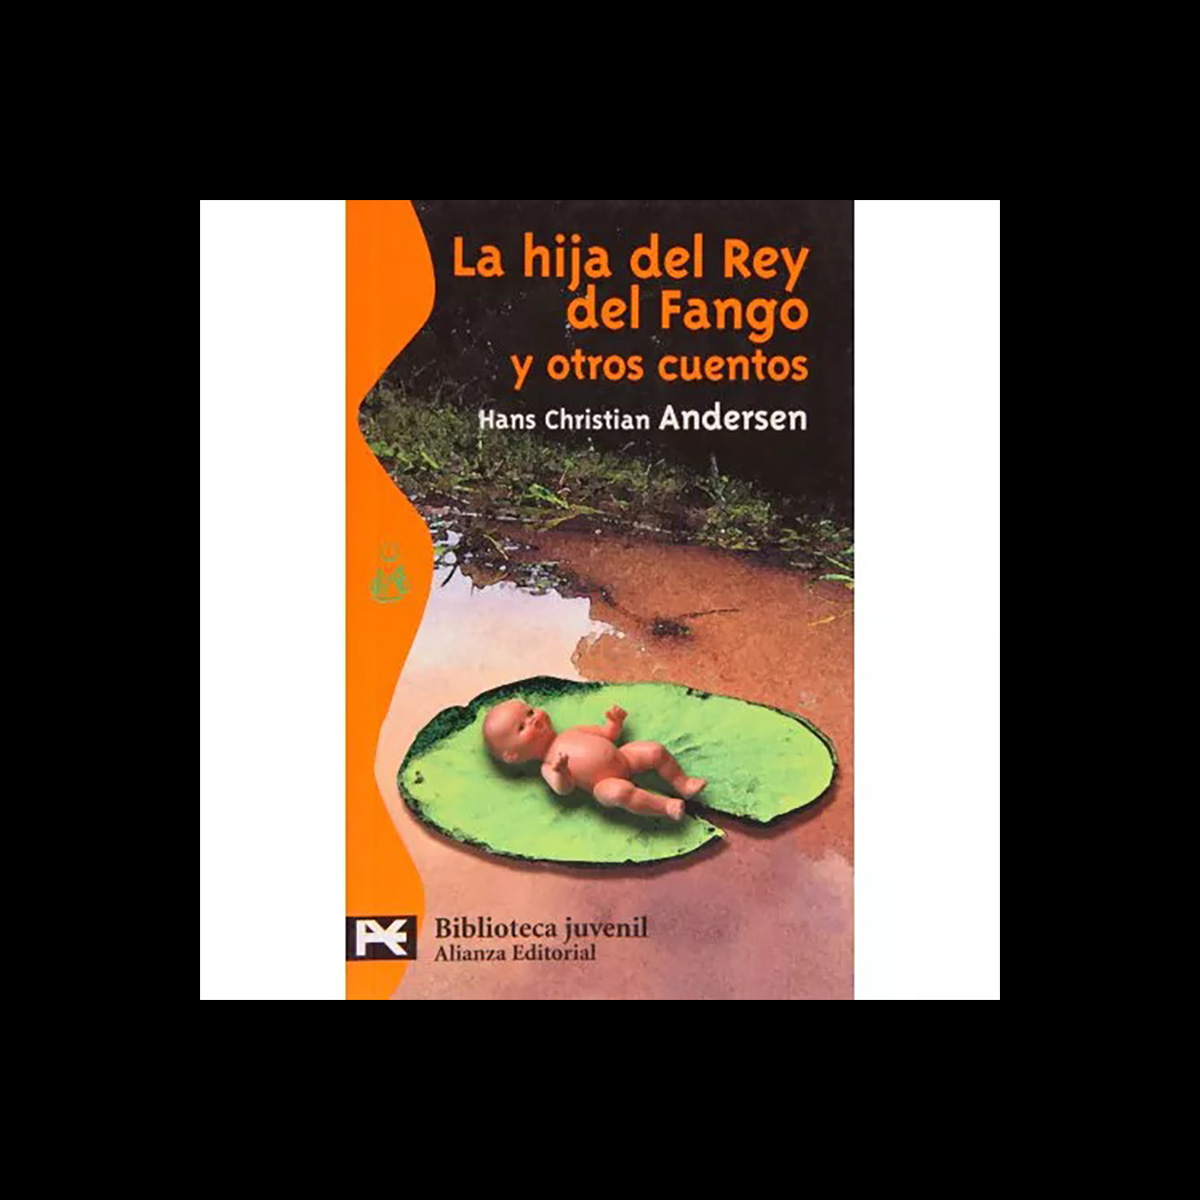 La hija del Rey
del Fango
y otros cuentos
Hans Christian Andersen
Biblioteca juvenil
Alianza Editorial